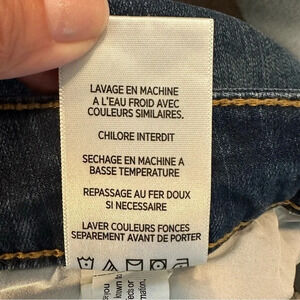 LAVAGE EN MACHINE
A L'EAU FROID AVEC
COULEURS SIMILAIRES.
CHLORE INTERDIT
SECHAGE EN MACHINE A
BASSE TEMPERATURE
REPASSAGE AU FER DOUX
SI NECESSAIRE
LAVER COULEURS FONCES
SEPAREMENT AVANT DE PORTER